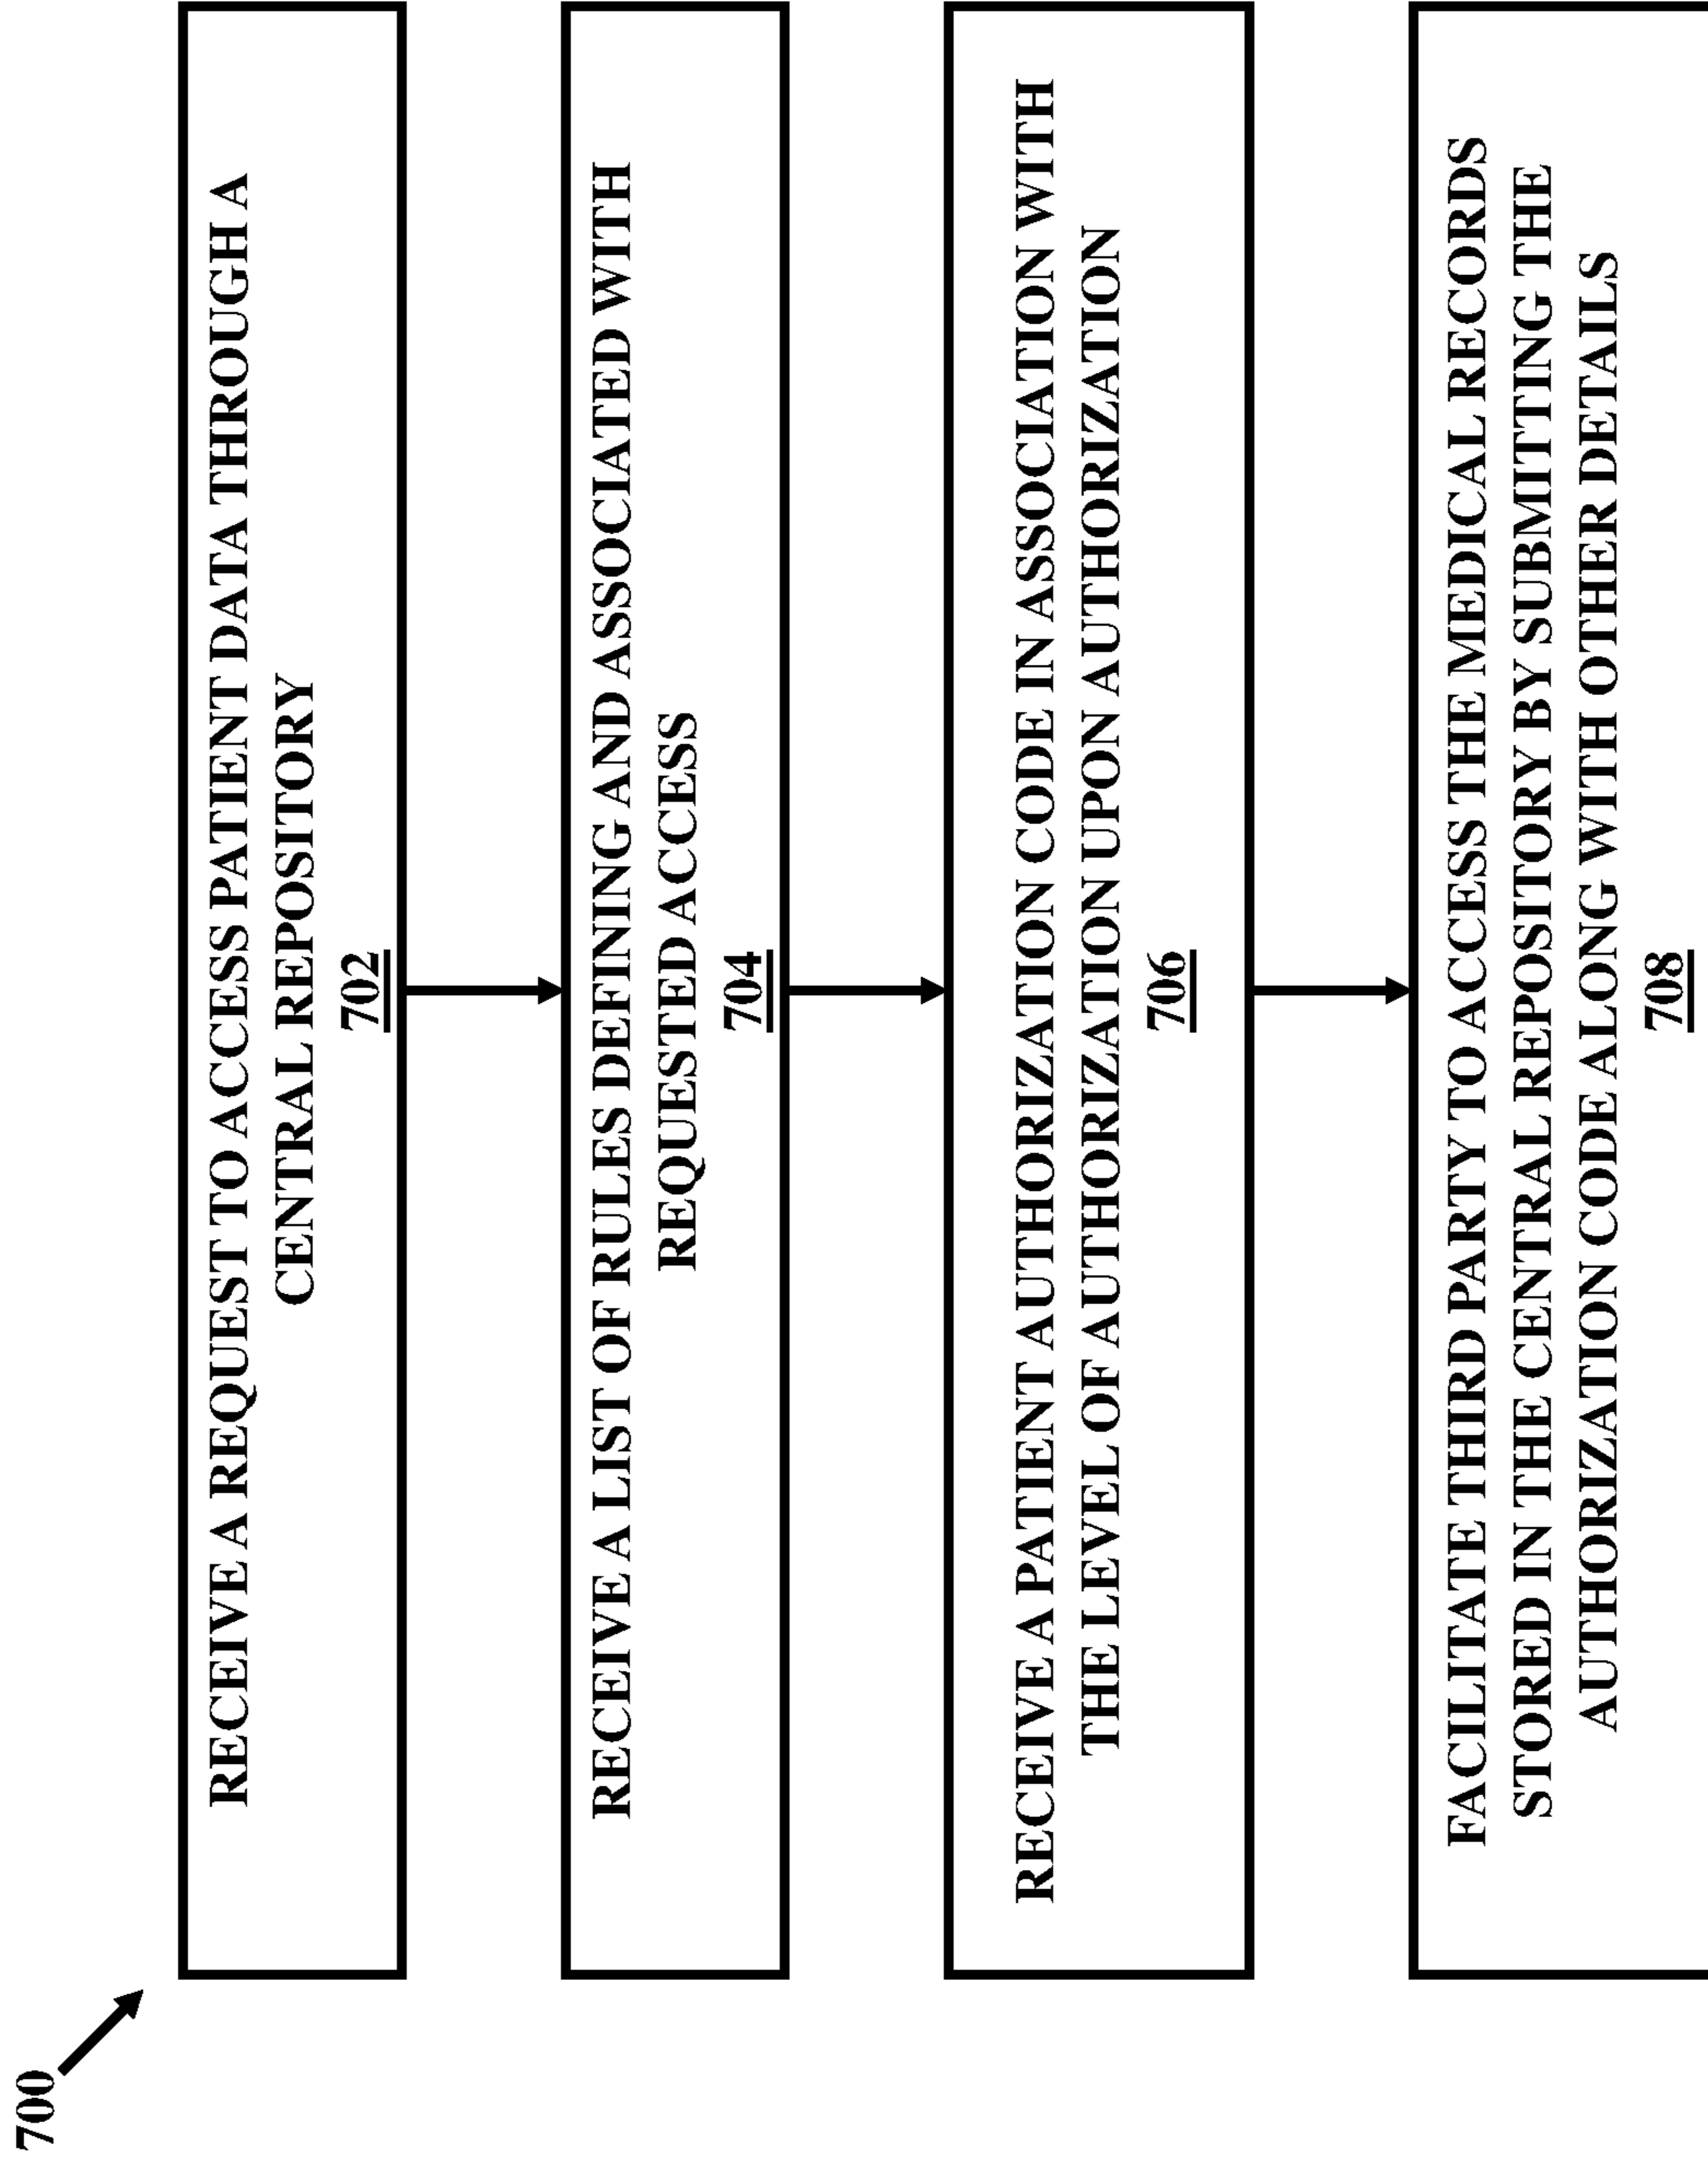 700
RECEIVE A REQUEST TO ACCESS PATIENT DATA THROUGH A
CENTRAL REPOSITORY
702
RECEIVE A LIST OF RULES DEFINING AND ASSOCIATED WITH
REQUESTED ACCESS
704
RECEIVE A PATIENT AUTHORIZATION CODE IN ASSOCIATION WITH
THE LEVEL OF AUTHORIZATION UPON AUTHORIZATION
706
FACILITATE THIRD PARTY TO ACCESS THE MEDICAL RECORDS
STORED IN THE CENTRAL REPOSITORY BY SUBMITTING THE
AUTHORIZATION CODE ALONG WITH OTHER DETAILS
708